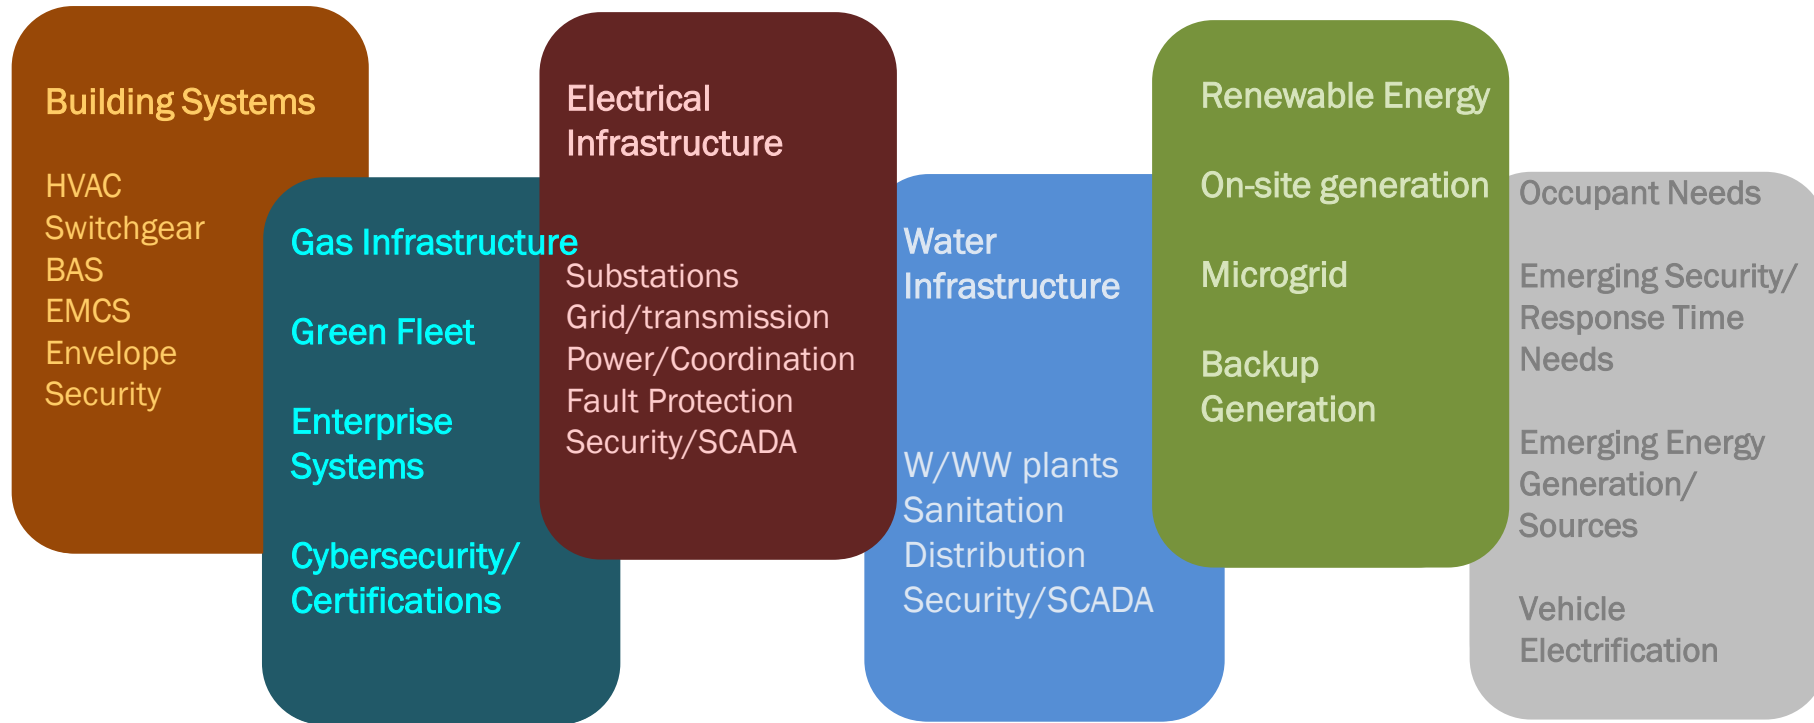 Building Systems
HVAC
Switchgear
BAS
EMCS
Envelope
Security
Gas Infrastructure
Green Fleet
Enterprise
Systems
Cybersecurity/
Certifications
Electrical
Infrastructure
Substations
Grid/transmission
Power/Coordination
Fault Protection
Security/SCADA
Water
Infrastructure
W/WW plants
Sanitation
Distribution
Security/SCADA
Renewable Energy
On-site generation
Microgrid
Backup
Generation
Occupant Needs
Emerging Security/
Response Time
Needs
Emerging Energy
Generation/
Sources
Vehicle
Electrification